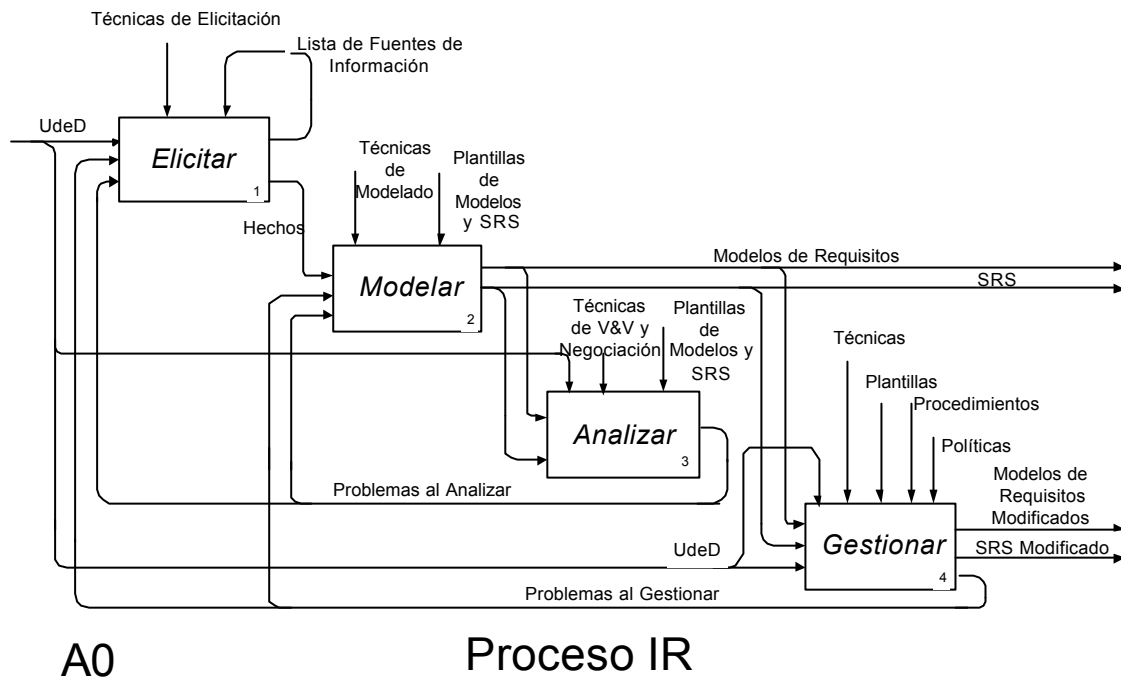 Técnicas de Elicitación
Lista de Fuentes de
Información
UdeD
Elicitar
1
Hechos
Técnicas
de
Modelado
Plantillas
de
Modelos
y SRS
Modelar
2
Modelos de Requisitos
SRS
Técnicas
de V&V y
Negociación
Plantillas
de
Modelos y
SRS
Analizar
3
Problemas al Analizar
Técnicas
Plantillas
Procedimientos
Políticas
Modelos de
Requisitos
Modificados
SRS Modificado
UdeD
Gestionar
4
Problemas al Gestionar
A0
Proceso IR